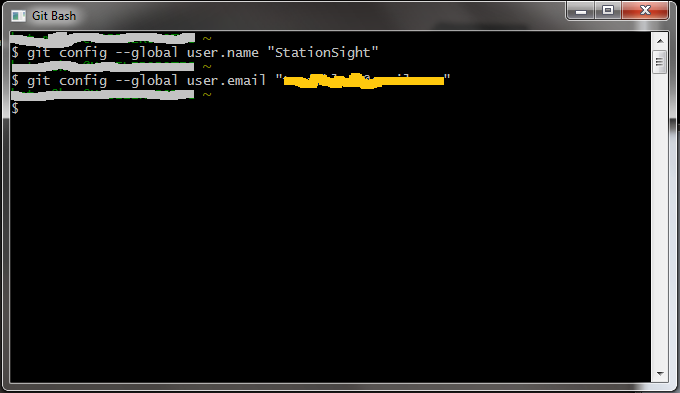 Git Bash
~
$ git config --global user.name "StationSight"
~
$ git config --global user.email " "
~
$